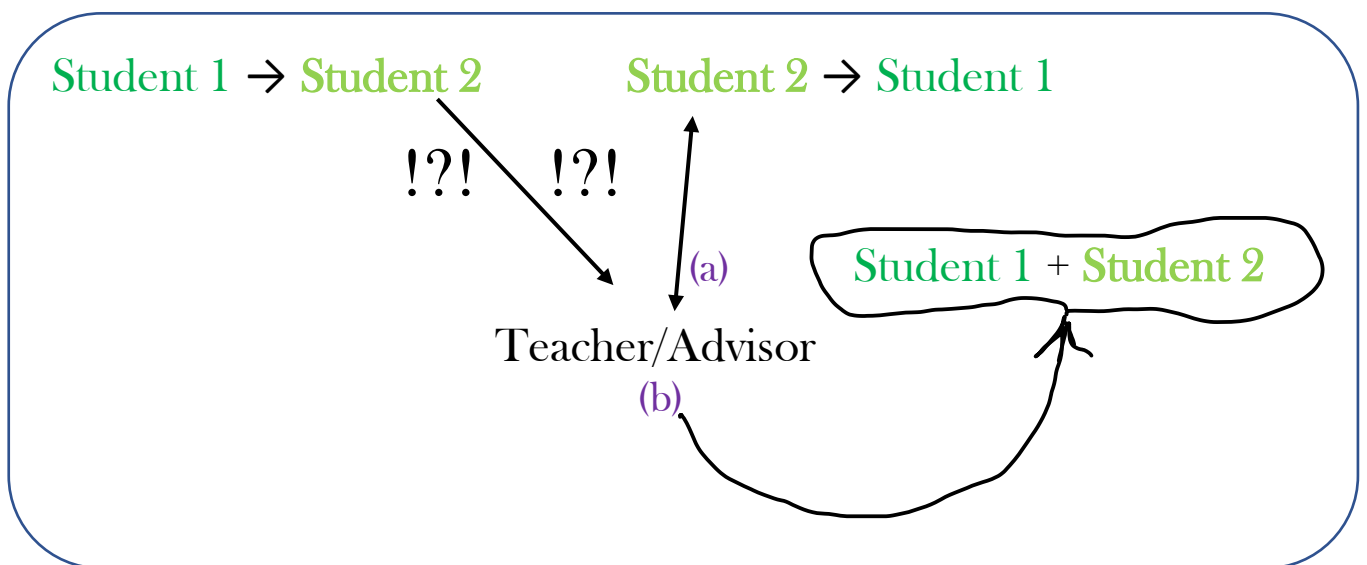 Student 1 → Student 2 Student 2 → Student 1
!?! !?!
(a)
Student 1 + Student 2
Teacher/Advisor
(b)